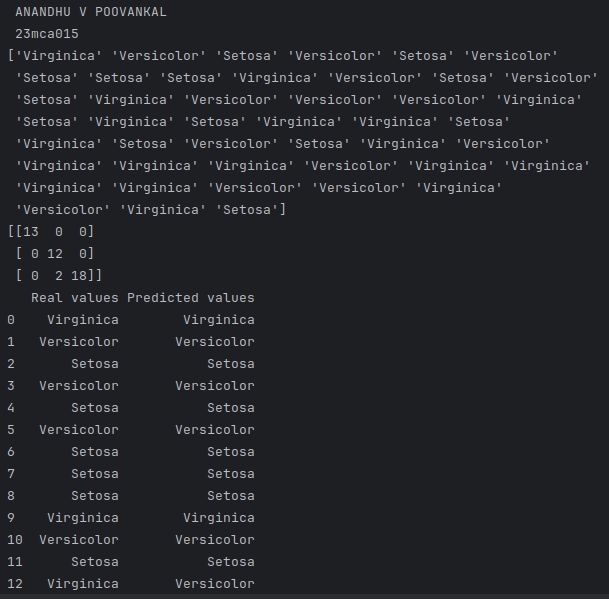 ANANDHU V POOVANKAL
23mca015
['Virginica' 'Versicolor' 'Setosa' 'Versicolor' 'Setosa' 'Versicolor'
'Setosa' 'Setosa' 'Setosa' 'Virginica' 'Versicolor' 'Setosa' 'Versicolor'
'Setosa' 'Virginica' 'Versicolor' 'Versicolor' 'Versicolor' 'Virginica'
'Setosa' 'Virginica' 'Setosa' 'Virginica' 'Virginica' 'Setosa'
'Virginica' 'Setosa' 'Versicolor' 'Setosa' 'Virginica' 'Versicolor'
'Virginica' 'Virginica' 'Virginica' 'Versicolor' 'Virginica' 'Virginica'
'Virginica' 'Virginica' 'Versicolor' 'Versicolor' 'Virginica'
'Versicolor' 'Virginica' 'Setosa']
[[13 0 0]
[ 0 12 0]
[ 0 2 18]]
Real values Predicted values
0 Virginica Virginica
1 Versicolor Versicolor
2 Setosa Setosa
3 Versicolor Versicolor
4 Setosa Setosa
5 Versicolor Versicolor
6 Setosa Setosa
7 Setosa Setosa
8 Setosa Setosa
9 Virginica Virginica
10 Versicolor Versicolor
11 Setosa Setosa
12 Virginica Versicolor